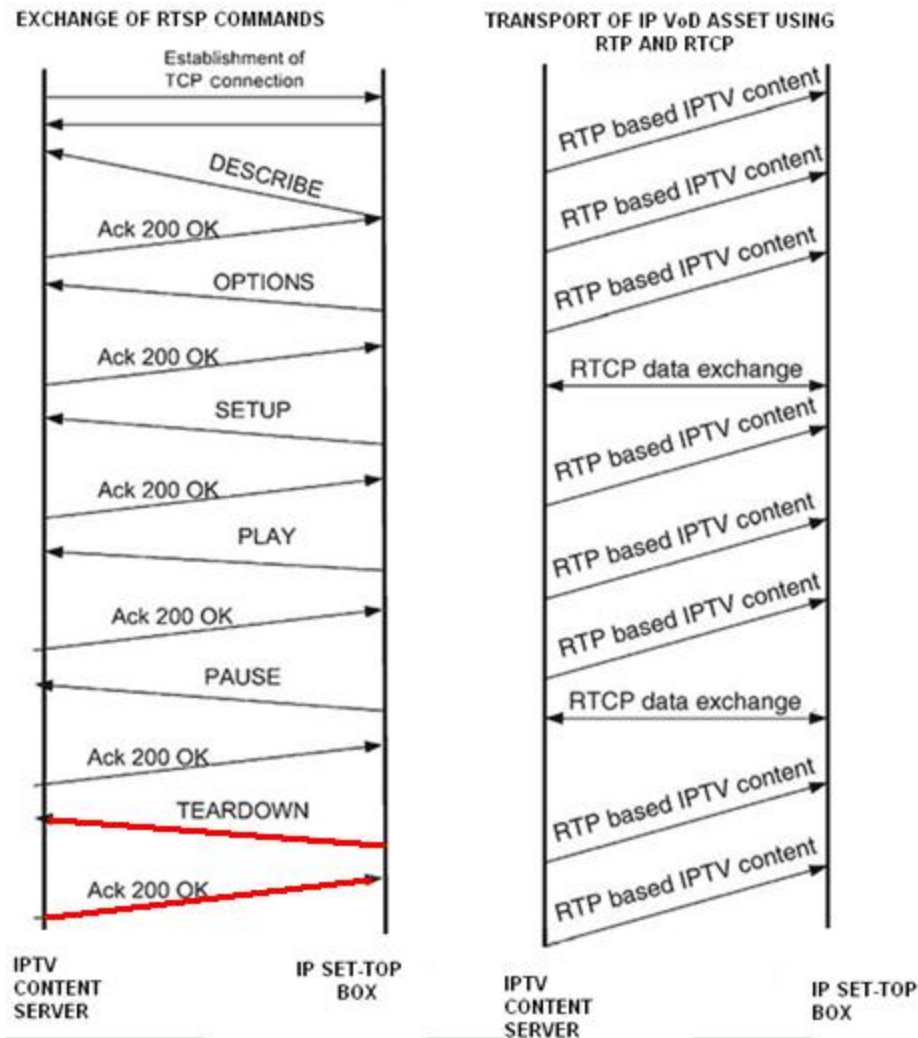 EXCHANGE OF RTSP COMMANDS
Establishment of
TCP connection
DESCRIBE
Ack 200 OK
OPTIONS
Ack 200 OK
SETUP
Ack 200 OK
PLAY
Ack 200 OK
PAUSE
Ack 200 OK
TEARDOWN
Ack 200 OK
IPTV
CONTENT
SERVER
IP SET-TOP
BOX
TRANSPORT OF IP VoD ASSET USING
RTP AND RTCP
RTP based IPTV content
RTP based IPTV content
RTP based IPTV content
RTCP data exchange
RTP based IPTV content
RTP based IPTV content
RTP based IPTV content
RTCP data exchange
RTP based IPTV content
RTP based IPTV content
IPTV
CONTENT
SERVER
IP SET-TOP
BOX